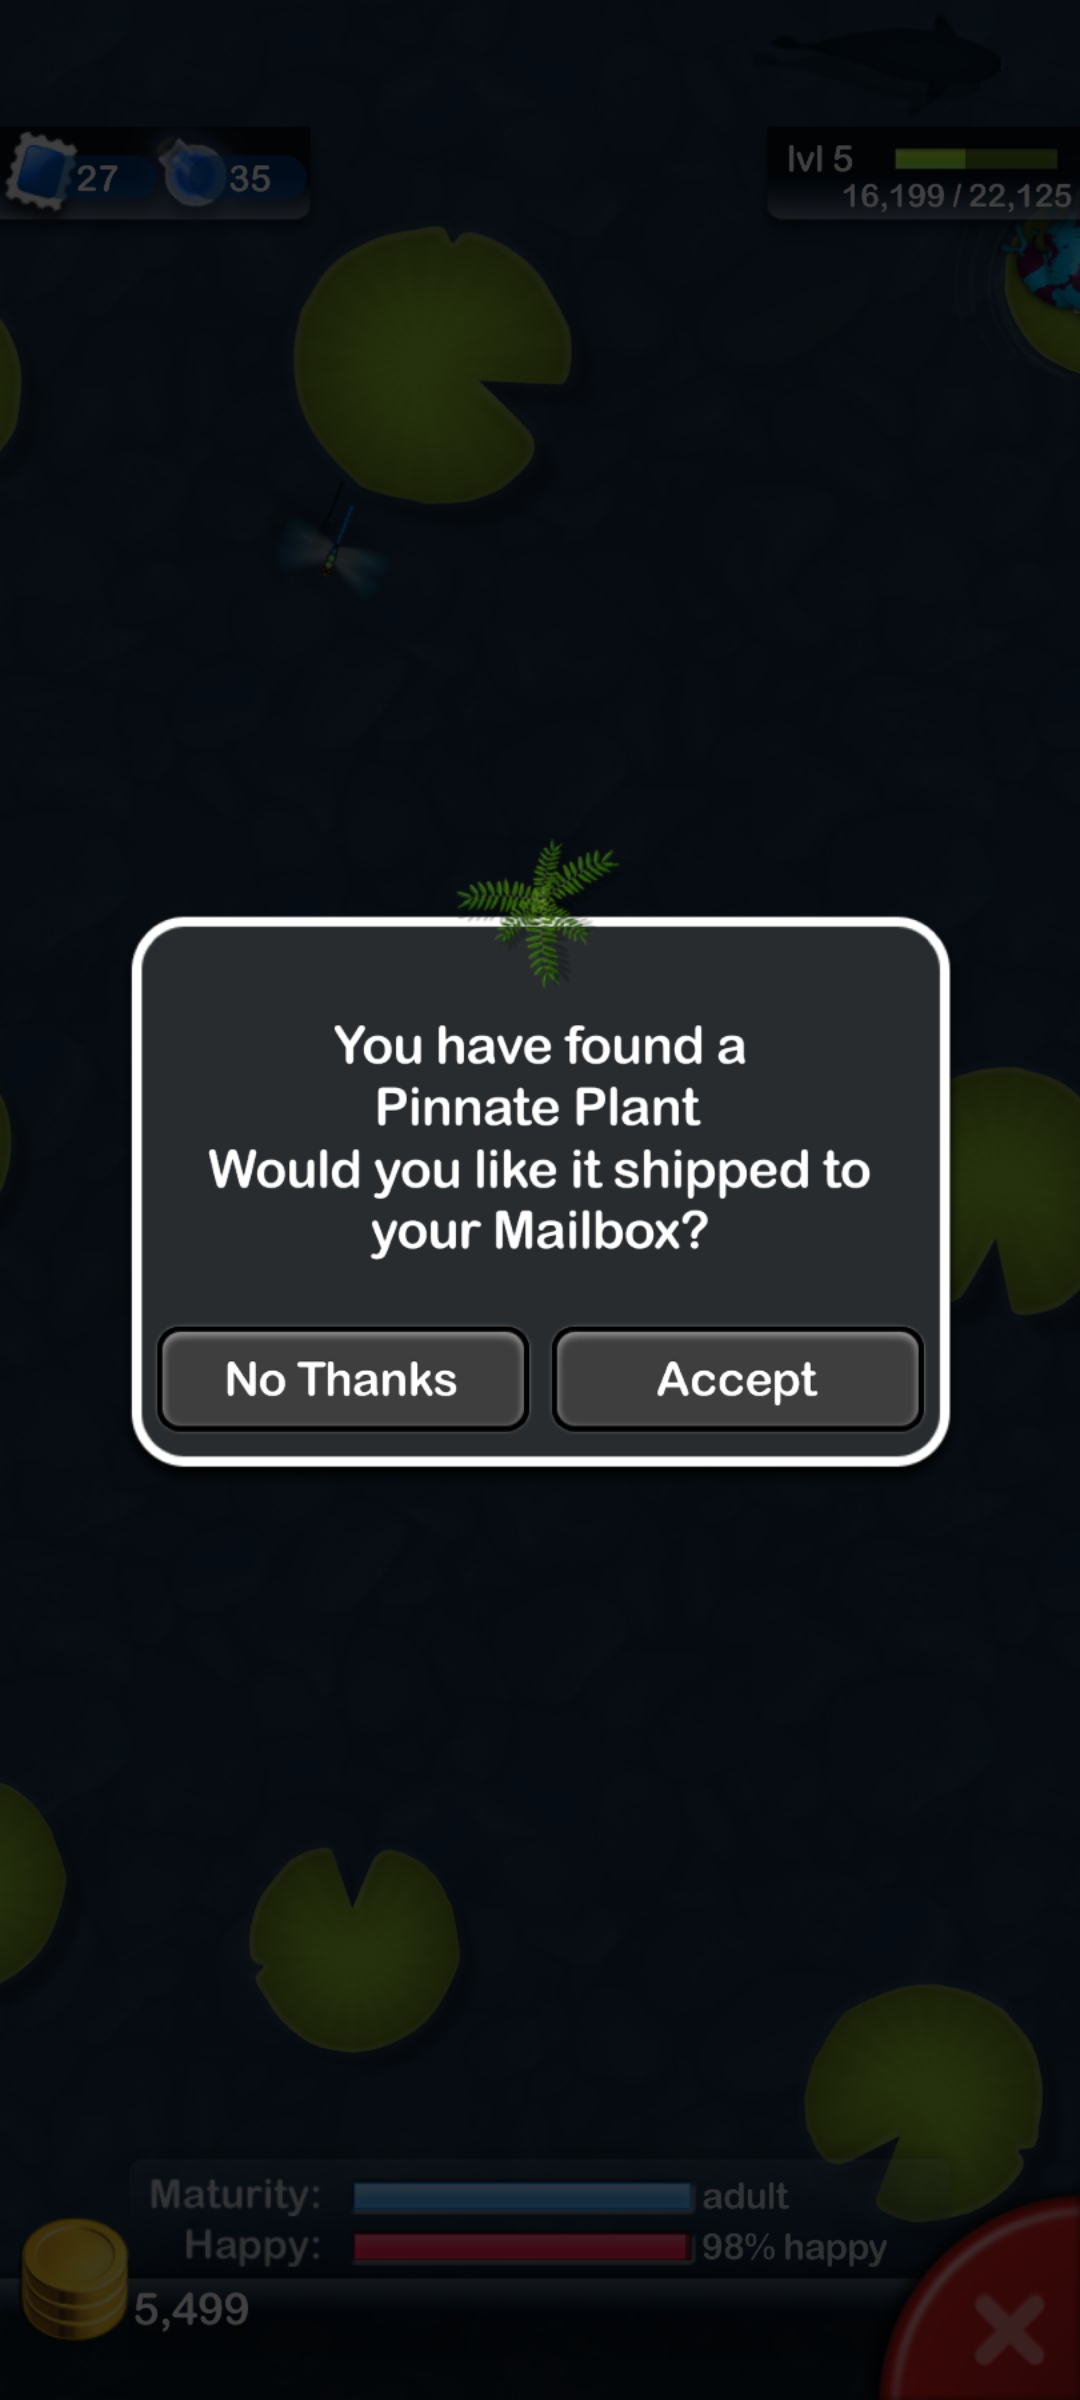 27
35
lvl 5
16,199 / 22,125
You have found a
Pinnate Plant
Would you like it shipped to
your Mailbox?
No Thanks
Accept
Maturity:
adult
Happy:
98% happy
5,499